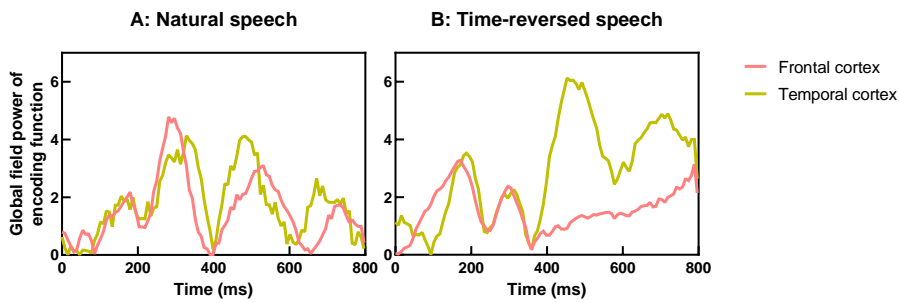 A: Natural speech
B: Time-reversed speech
Global field power of
encoding function
6
4
2
0
0 200 400 600 800
Time (ms)
6
4
2
0
0 200 400 600 800
Time (ms)
Frontal cortex
Temporal cortex